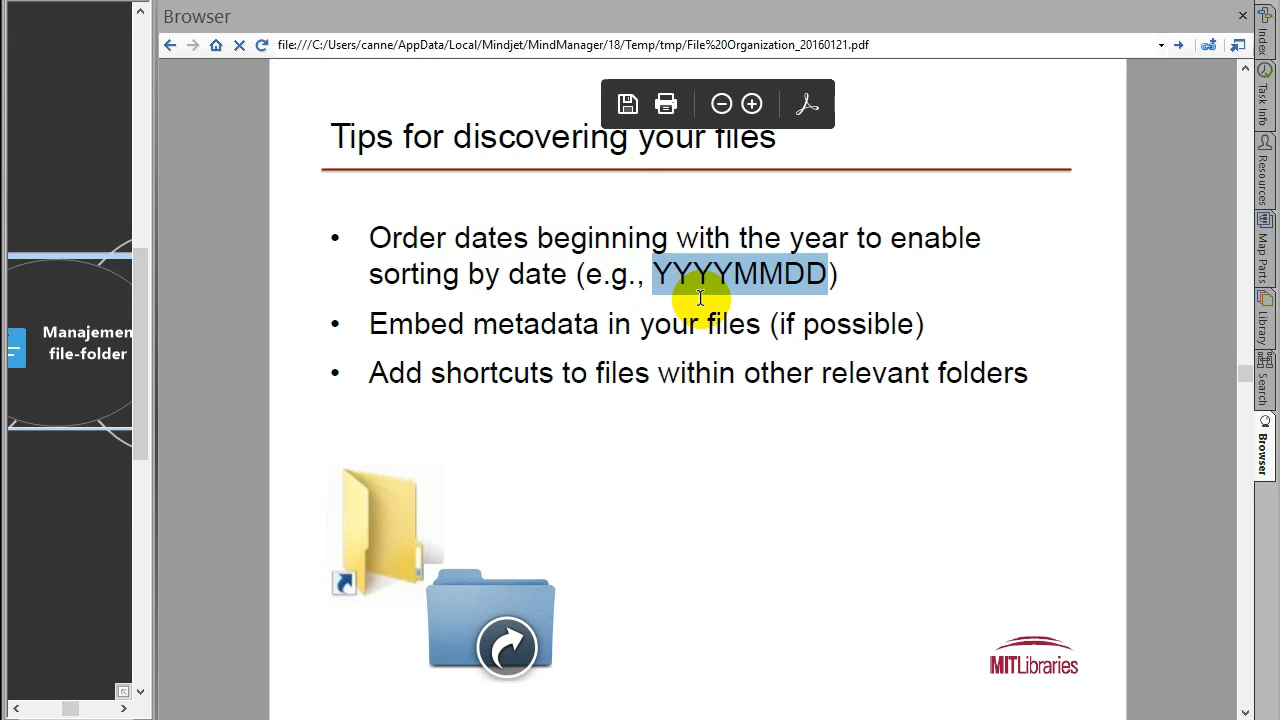 Browser
file:///C:/Users/canne/AppData/Local/Mindjet/MindManager/18/Temp/tmp/File%20Organization_20160121.pdf
Tips for discovering your files
• Order dates beginning with the year to enable
sorting by date (e.g., YYYYMMDD)
• Embed metadata in your files (if possible)
• Add shortcuts to files within other relevant folders
MITLibraries
Manajemen
file-folder
Index
Task Info
Resources
Map Parts
Library
Search
Browser